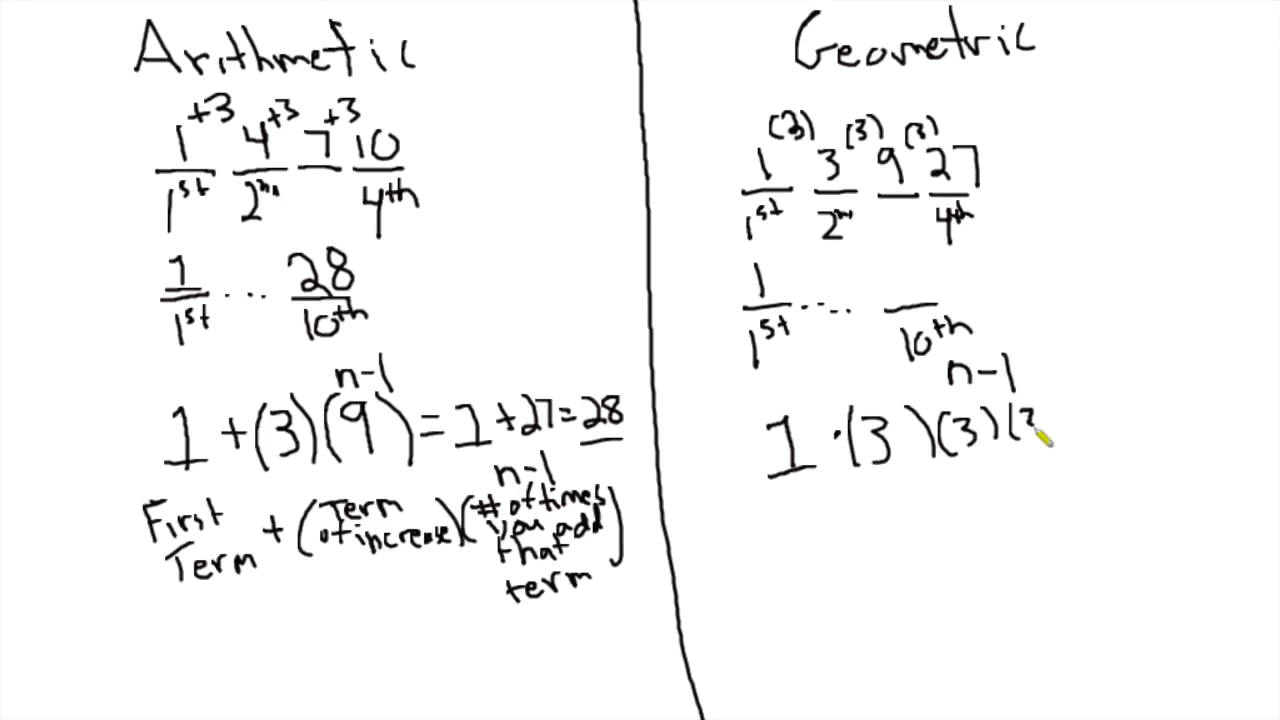 Arithmetic
+3 +3 +3
1 4 7 10
1st 2nd 4th
1 ... 28
1st 10th
n-1
1 + (3)(9) = 1 + 27 = 28
n-1
First Term + (Term of increase)(# of times you add that term)
Geometric
(3) (3) (3)
1 3 9 27
1st 2nd 4th
1 .... 
1st 10th
n-1
1 · (3)(3)(3